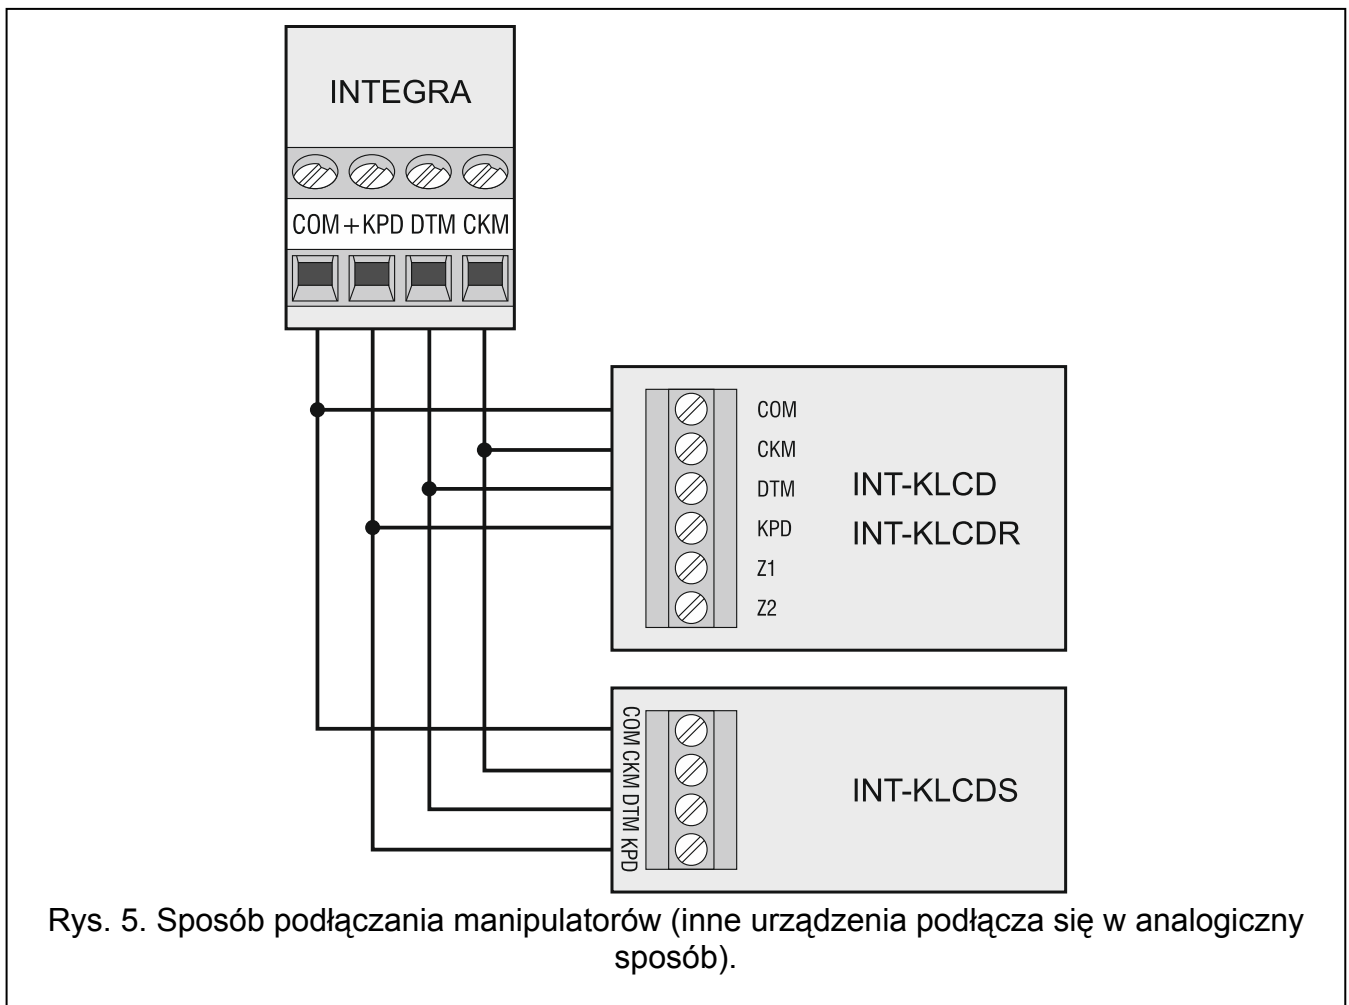 INTEGRA
COM +KPD DTM CKM
COM
CKM
DTM
KPD
Z1
Z2
INT-KLCD
INT-KLCDR
COM CKM DTM KPD
INT-KLCDS
Rys. 5. Sposób podłączania manipulatorów (inne urządzenia podłącza się w analogiczny
sposób).